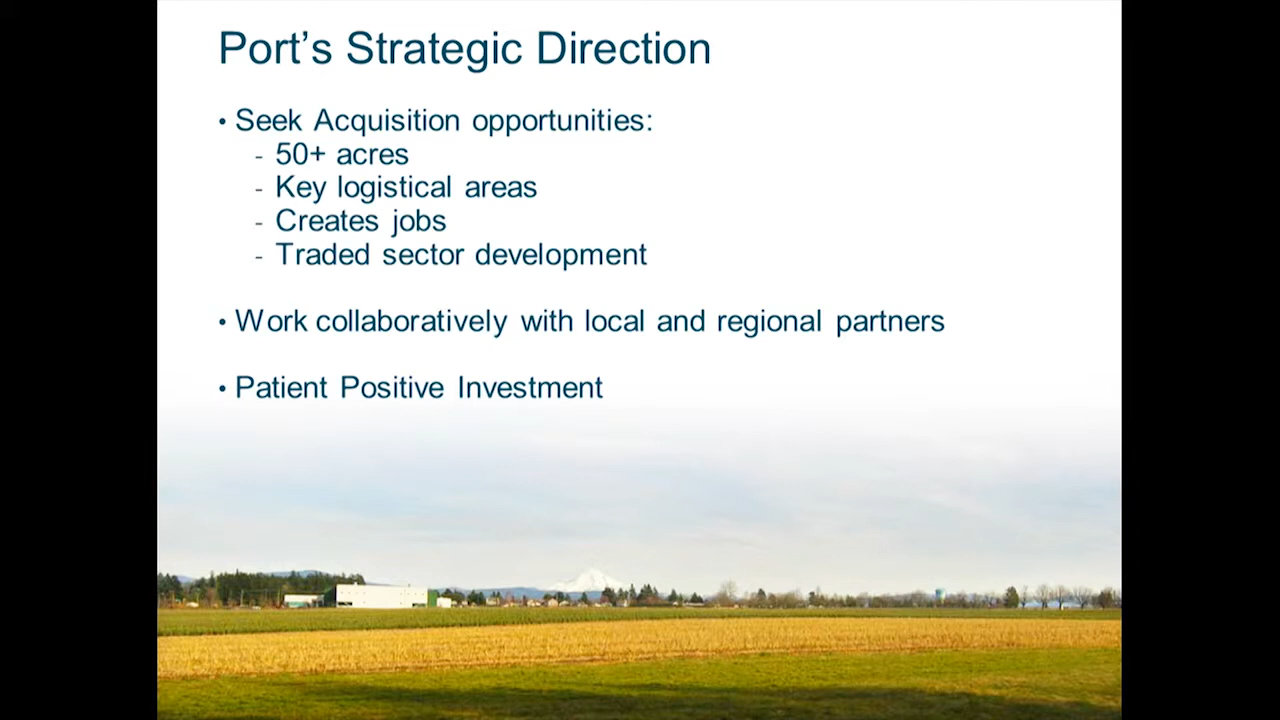 Port’s Strategic Direction
• Seek Acquisition opportunities:
- 50+ acres
- Key logistical areas
- Creates jobs
- Traded sector development
• Work collaboratively with local and regional partners
• Patient Positive Investment